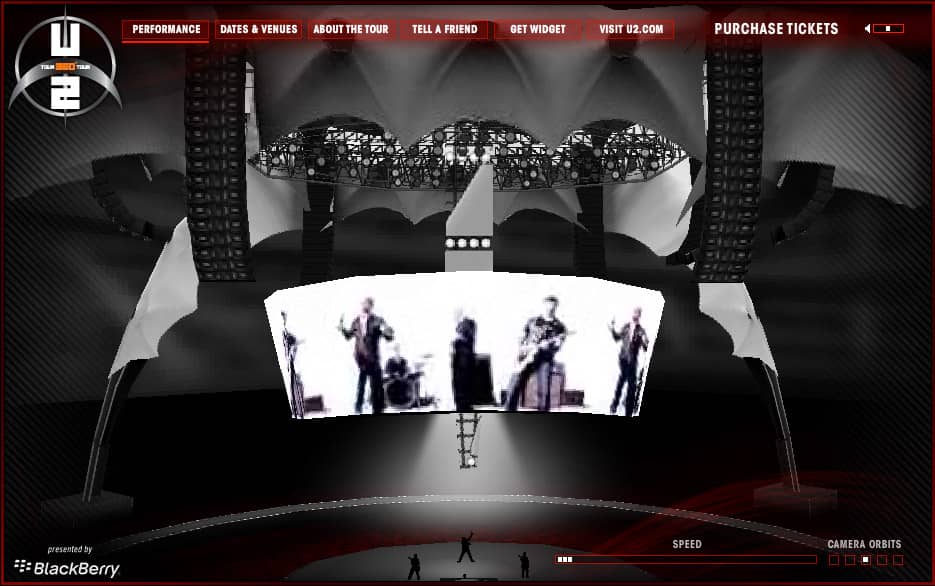 U
TOUR 360 TOUR
2
PERFORMANCE
DATES & VENUES
ABOUT THE TOUR
TELL A FRIEND
GET WIDGET
VISIT U2.COM
PURCHASE TICKETS
SPEED
CAMERA ORBITS
presented by
BlackBerry